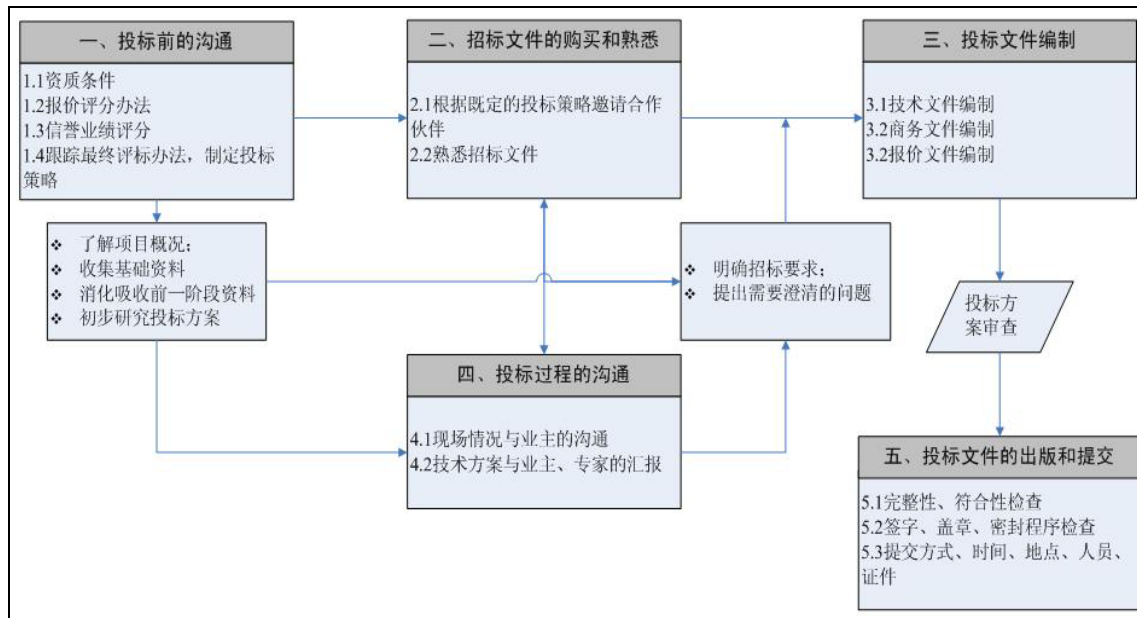 一、投标前的沟通
1.1资质条件
1.2报价评分办法
1.3信誉业绩评分
1.4跟踪最终评标办法，制定投标
策略
❖ 了解项目概况；
❖ 收集基础资料
❖ 消化吸收前一阶段资料
❖ 初步研究投标方案
二、招标文件的购买和熟悉
2.1根据既定的投标策略邀请合作
伙伴
2.2熟悉招标文件
❖ 明确招标要求；
❖ 提出需要澄清的问题
四、投标过程的沟通
4.1现场情况与业主的沟通
4.2技术方案与业主、专家的汇报
三、投标文件编制
3.1技术文件编制
3.2商务文件编制
3.2报价文件编制
投标方
案审查
五、投标文件的出版和提交
5.1完整性、符合性检查
5.2签字、盖章、密封程序检查
5.3提交方式、时间、地点、人员、
证件